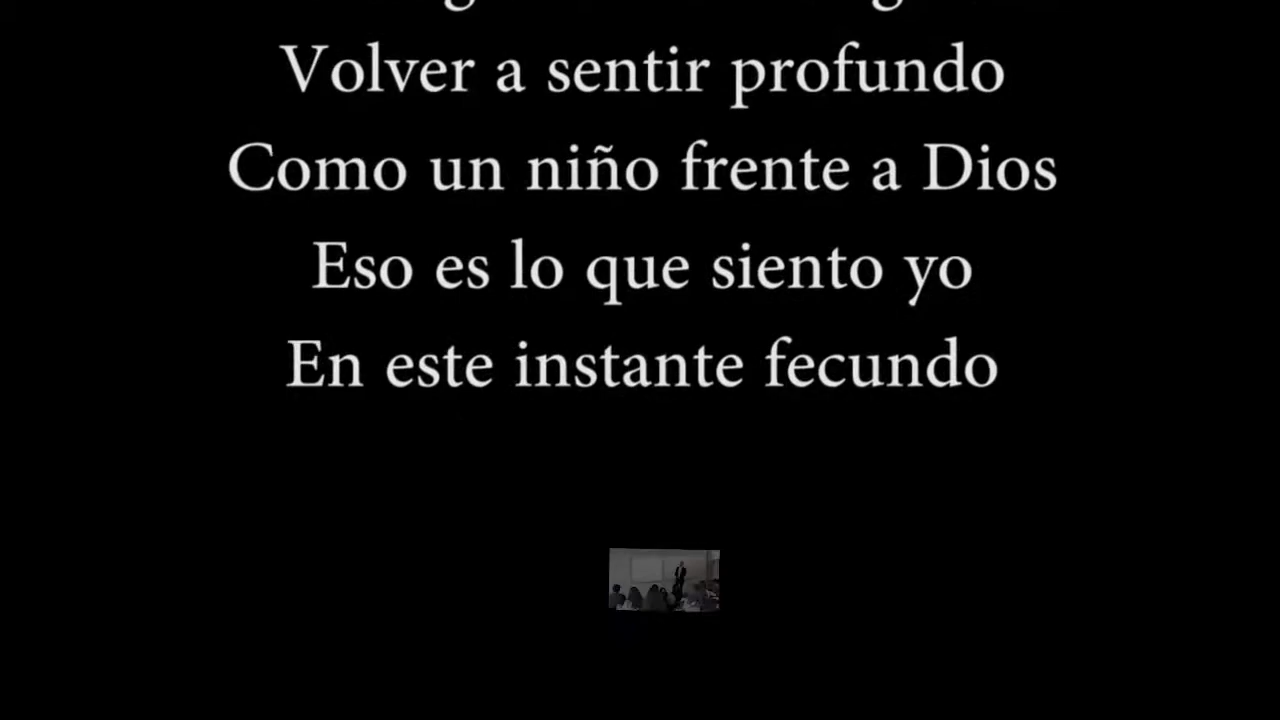 Volver a sentir profundo
Como un niño frente a Dios
Eso es lo que siento yo
En este instante fecundo